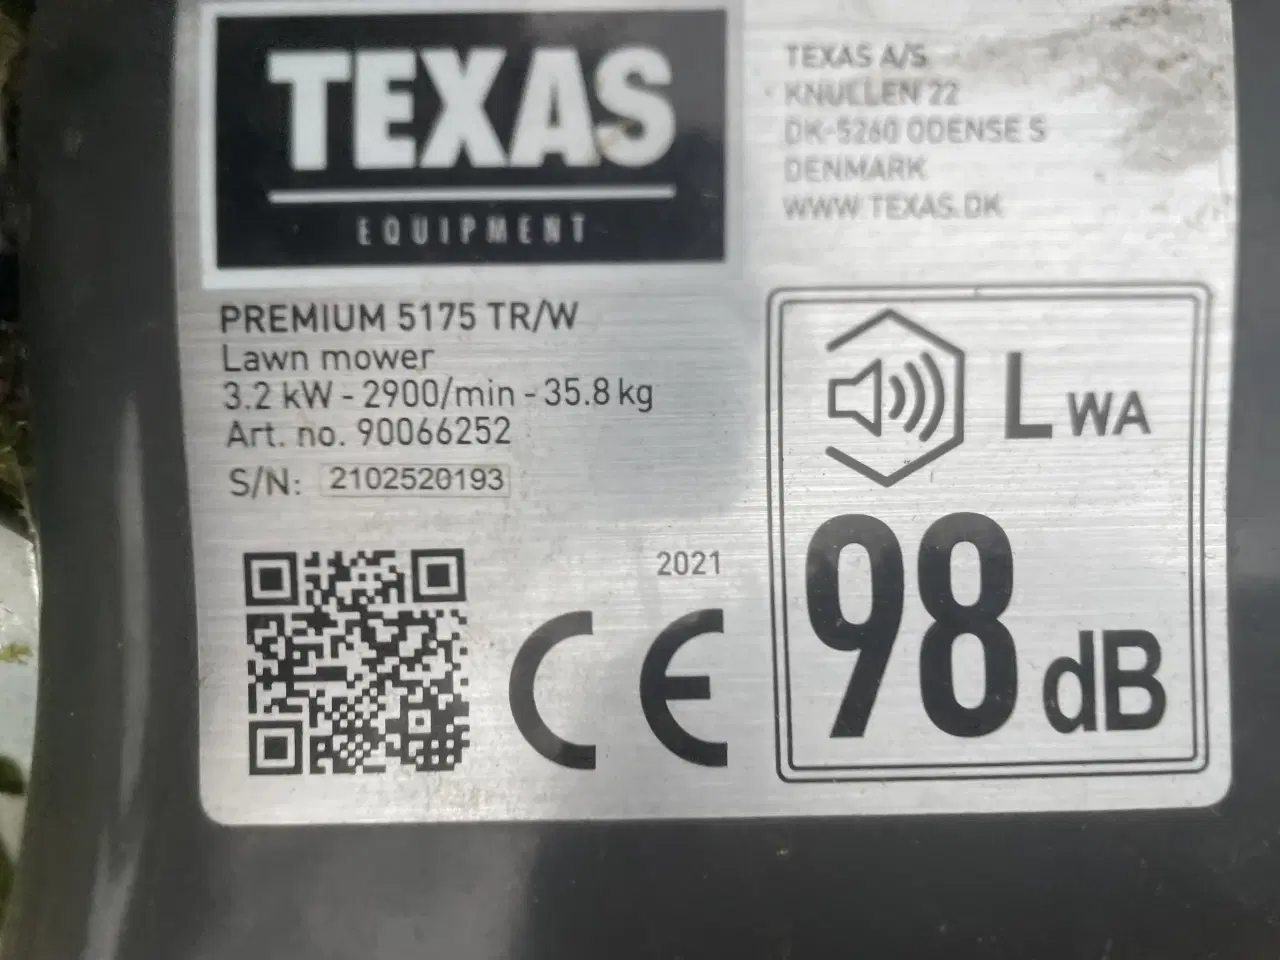 TEXAS
EQUIPMENT
TEXAS A/S
KNULLEN 22
DK-5260 ODENSE S
DENMARK
WWW.TEXAS.DK
PREMIUM 5175 TR/W
Lawn mower
3.2 kW - 2900/min - 35.8 kg
Art. no. 90066252
S/N: 2102520193
2021
CE
LWA
98 dB